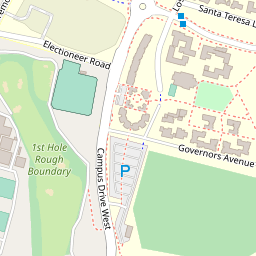 Santa Teresa L
Electioneer Road
Governors Avenue
1st Hole
Rough
Boundary
Campus Drive West
P